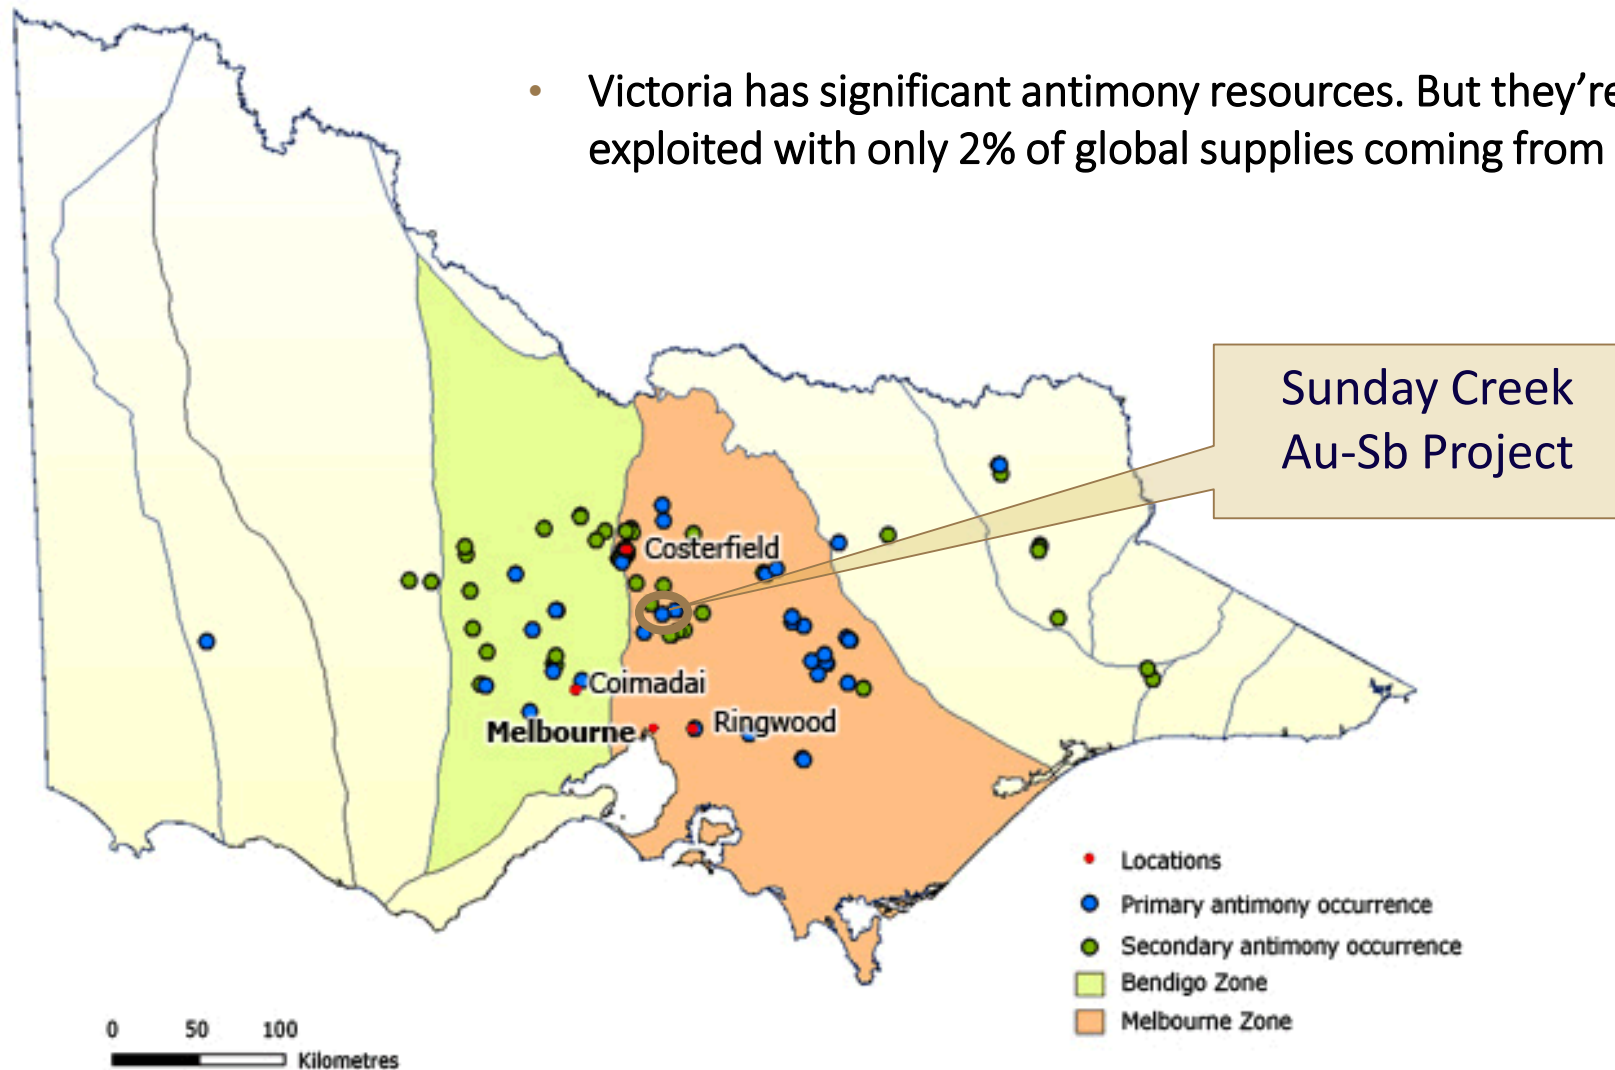 • Victoria has significant antimony resources. But they’re
exploited with only 2% of global supplies coming from
Sunday Creek
Au-Sb Project
Costerfield
Coimadai
Melbourne
Ringwood
Locations
Primary antimony occurrence
Secondary antimony occurrence
Bendigo Zone
Melbourne Zone
0 50 100
Kilometres